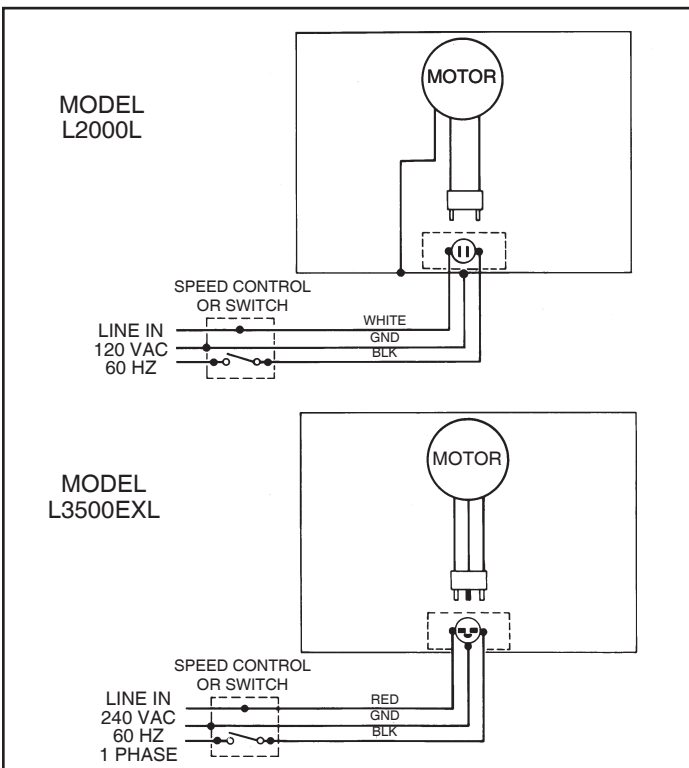 MODEL
L2000L
MOTOR
SPEED CONTROL
OR SWITCH
LINE IN
120 VAC
60 HZ
WHITE
GND
BLK
MODEL
L3500EXL
MOTOR
SPEED CONTROL
OR SWITCH
LINE IN
240 VAC
60 HZ
1 PHASE
RED
GND
BLK